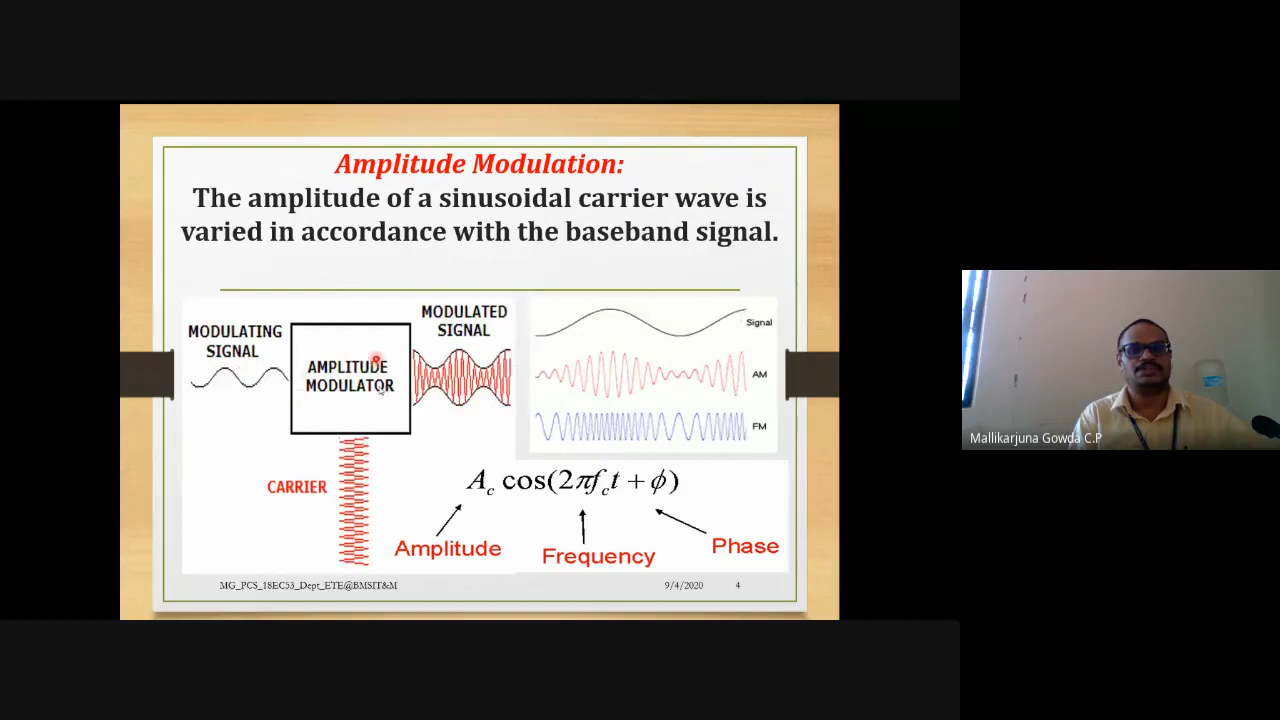 Amplitude Modulation:
The amplitude of a sinusoidal carrier wave is
varied in accordance with the baseband signal.
MODULATING
SIGNAL
AMPLITUDE
MODULATOR
MODULATED
SIGNAL
CARRIER
Signal
AM
FM
A_c cos(2πf_c t + ϕ)
Amplitude
Frequency
Phase
MG_PCS_18EC53_Dept_ETE@BMSIT&M
9/4/2020
4
Mallikarjuna Gowda C.P